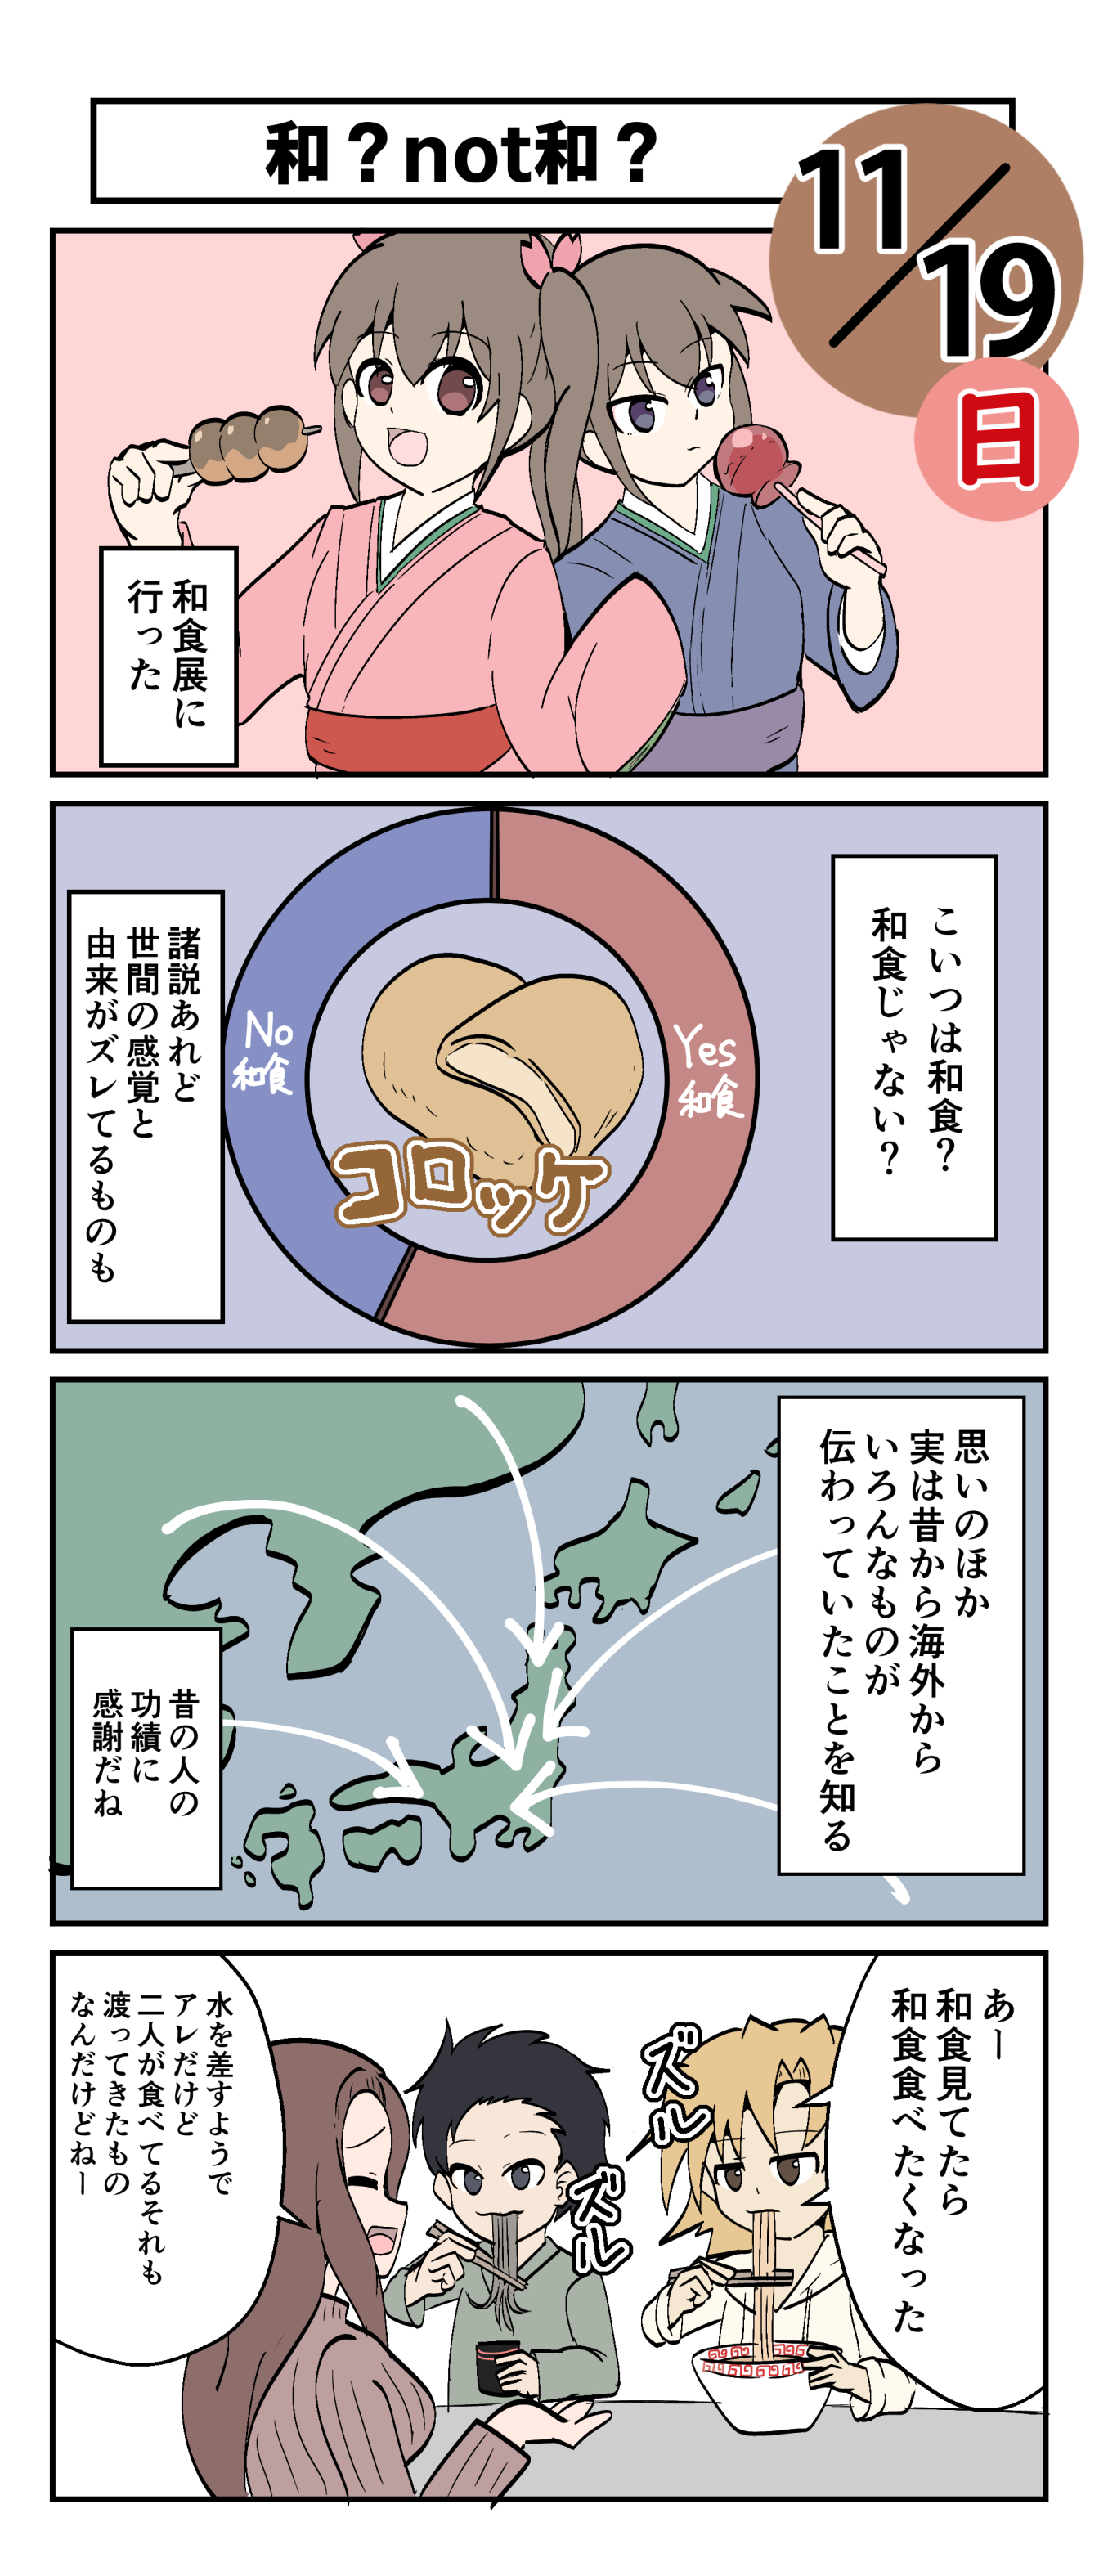 和？not和？
11/19
日
和食展に
行った
こいつは和食？
和食じゃない？
Yes
和食
No
和食
コロッケ
諸説あれど
世間の感覚と
由来がズレてるものも
思いのほか
実は昔から海外から
いろんなものが
伝わっていたことを知る
昔の人の
功績に
感謝だね
あー
和食見てたら
和食食べたくなった
ズル
ズル
水を差すようで
アレだけど
二人が食べてるそれも
渡ってきたもの
なんだけどねー